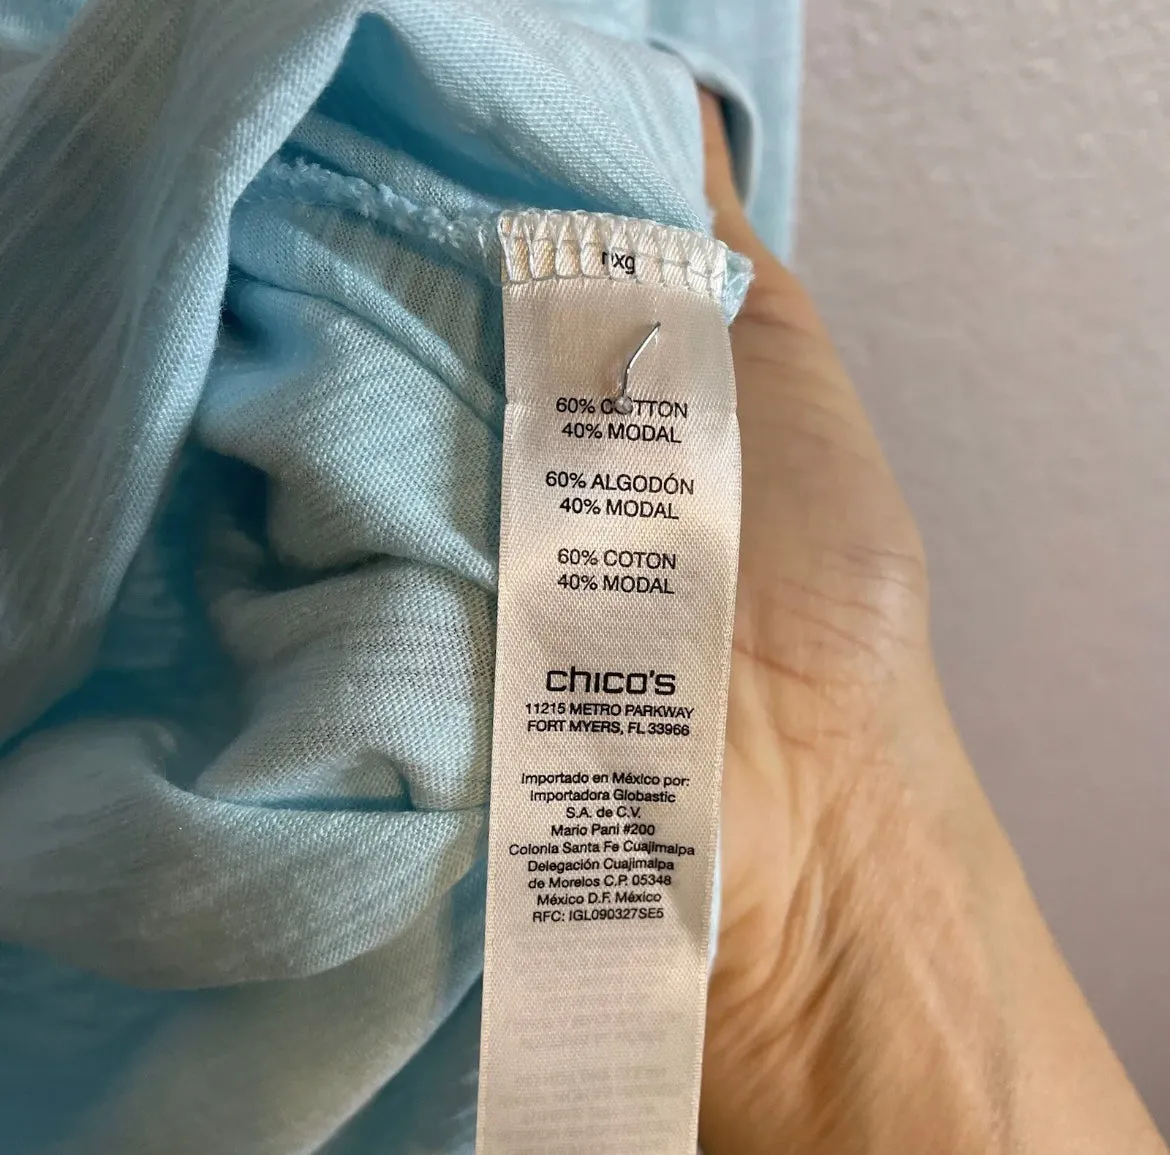 60% COTTON
40% MODAL
60% ALGODÓN
40% MODAL
60% COTON
40% MODAL
chico's
11215 METRO PARKWAY
FORT MYERS, FL 33966
Importado en México por:
Importadora Globastic
S.A. de C.V.
Mario Pani #200
Colonia Santa Fe Cuajimalpa
Delegación Cuajimalpa
de Morelos C.P. 05348
México D.F. México
RFC: IGL090327SE5